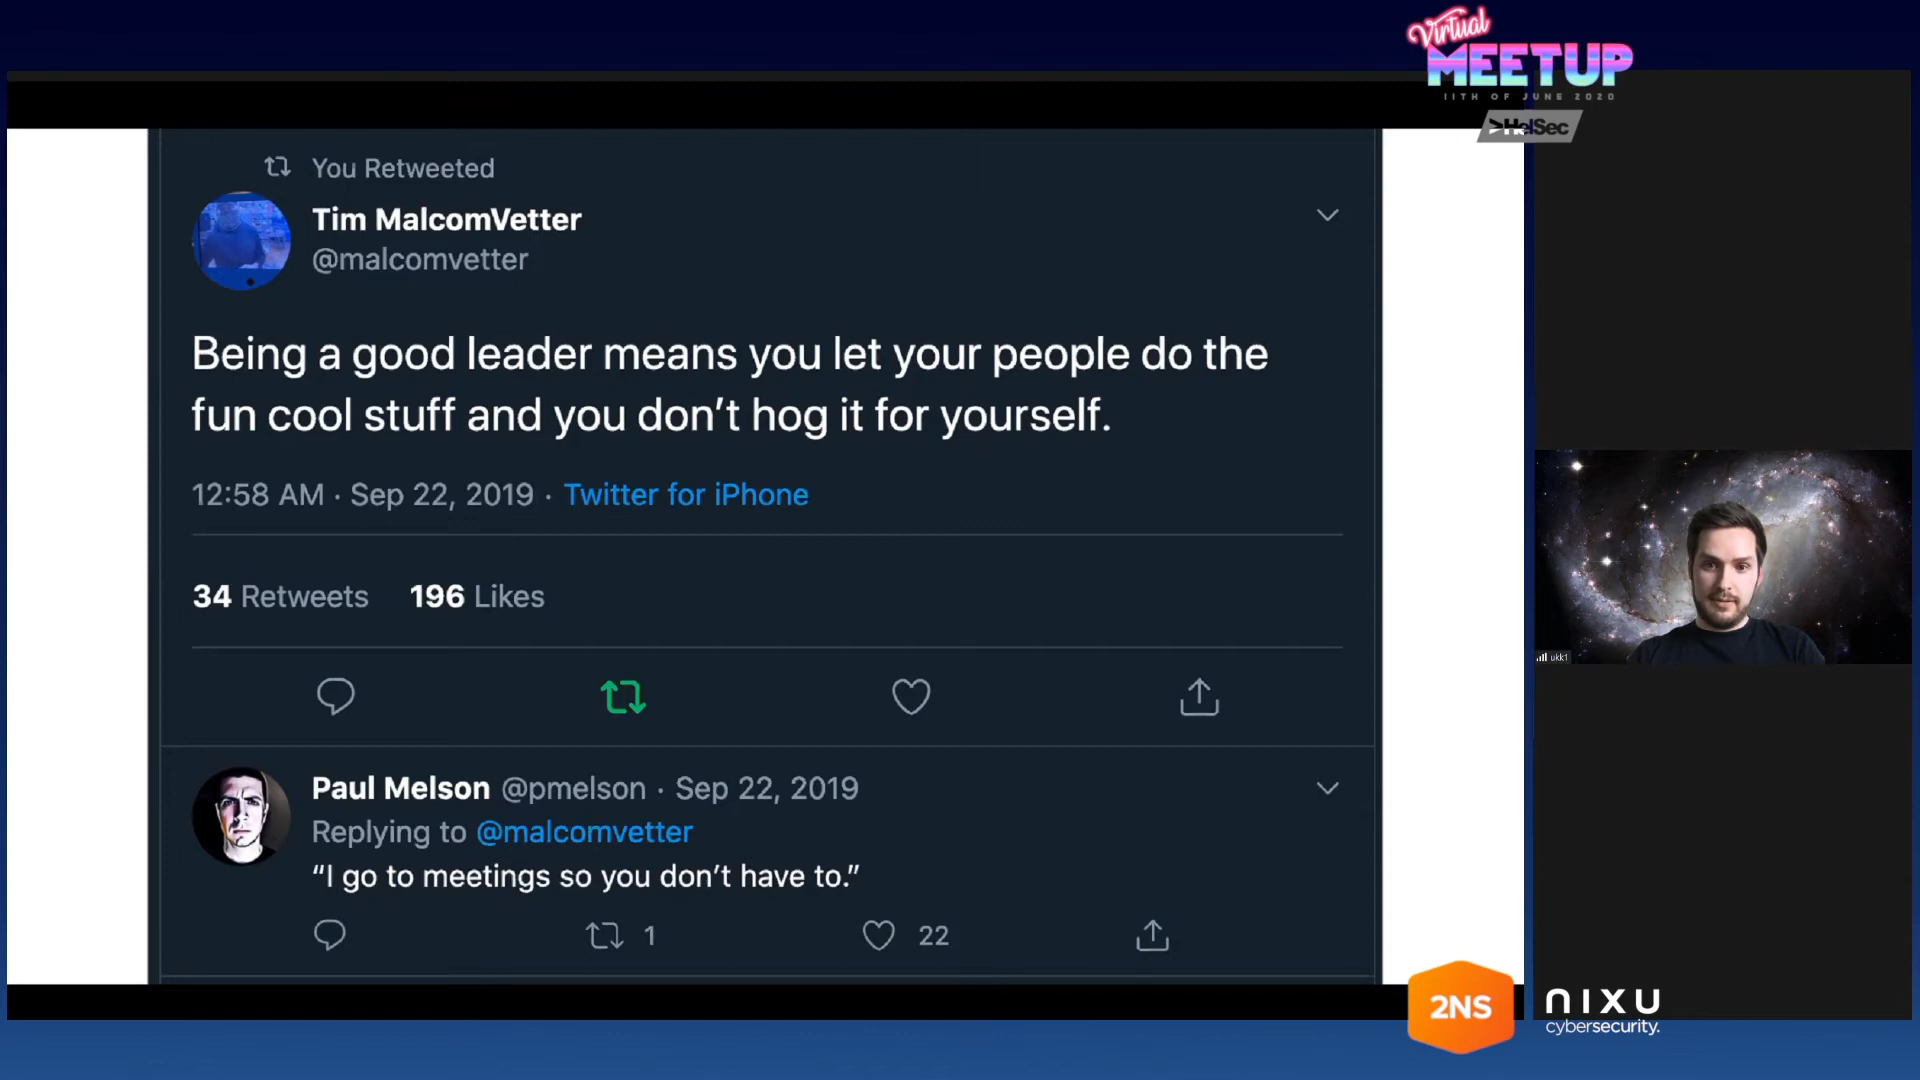 Virtual
MEETUP
11TH OF JUNE 2020
>HelSec
You Retweeted
Tim MalcomVetter
@malcomvetter
Being a good leader means you let your people do the
fun cool stuff and you don't hog it for yourself.
12:58 AM · Sep 22, 2019 · Twitter for iPhone
34 Retweets 196 Likes
Paul Melson @pmelson · Sep 22, 2019
Replying to @malcomvetter
“I go to meetings so you don't have to.”
1 22
ukk1
2NS
nixu
cybersecurity.